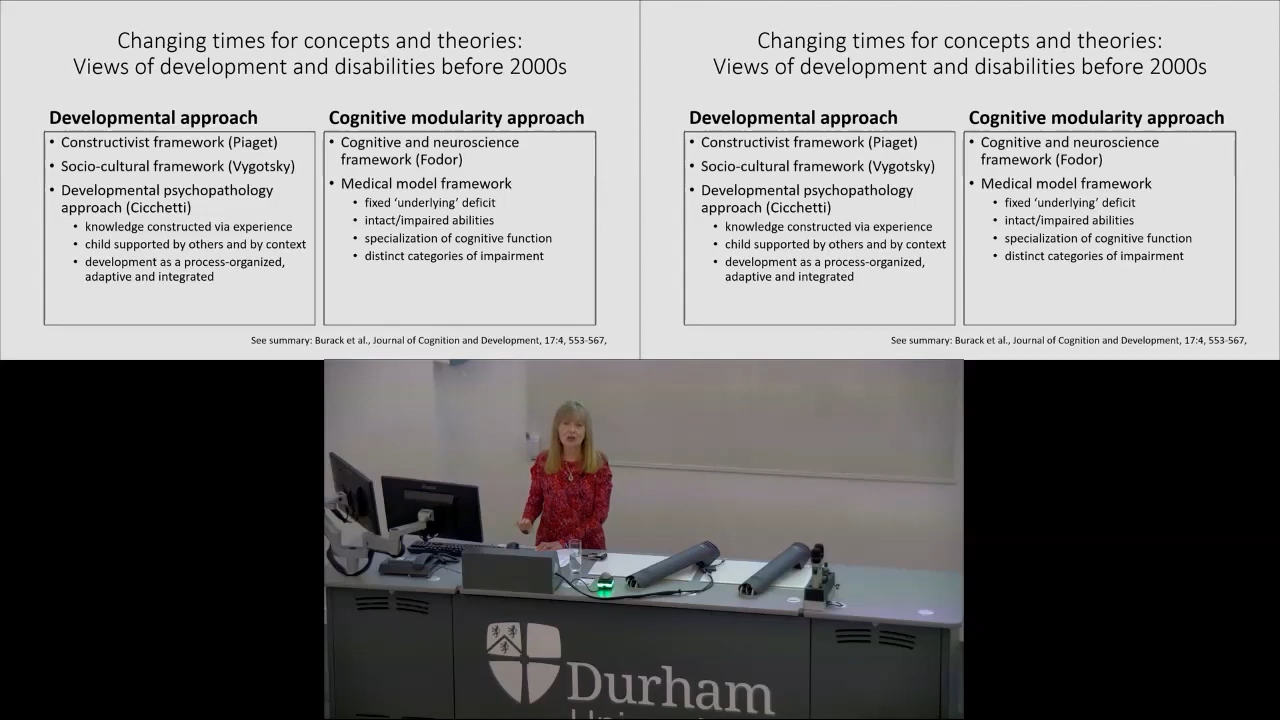 Changing times for concepts and theories:
Views of development and disabilities before 2000s
Developmental approach
• Constructivist framework (Piaget)
• Socio-cultural framework (Vygotsky)
• Developmental psychopathology
approach (Cicchetti)
• knowledge constructed via experience
• child supported by others and by context
• development as a process-organized,
adaptive and integrated
Cognitive modularity approach
• Cognitive and neuroscience
framework (Fodor)
• Medical model framework
• fixed ‘underlying’ deficit
• intact/impaired abilities
• specialization of cognitive function
• distinct categories of impairment
See summary: Burack et al., Journal of Cognition and Development, 17:4, 553-567,
Changing times for concepts and theories:
Views of development and disabilities before 2000s
Developmental approach
• Constructivist framework (Piaget)
• Socio-cultural framework (Vygotsky)
• Developmental psychopathology
approach (Cicchetti)
• knowledge constructed via experience
• child supported by others and by context
• development as a process-organized,
adaptive and integrated
Cognitive modularity approach
• Cognitive and neuroscience
framework (Fodor)
• Medical model framework
• fixed ‘underlying’ deficit
• intact/impaired abilities
• specialization of cognitive function
• distinct categories of impairment
See summary: Burack et al., Journal of Cognition and Development, 17:4, 553-567,
Durham